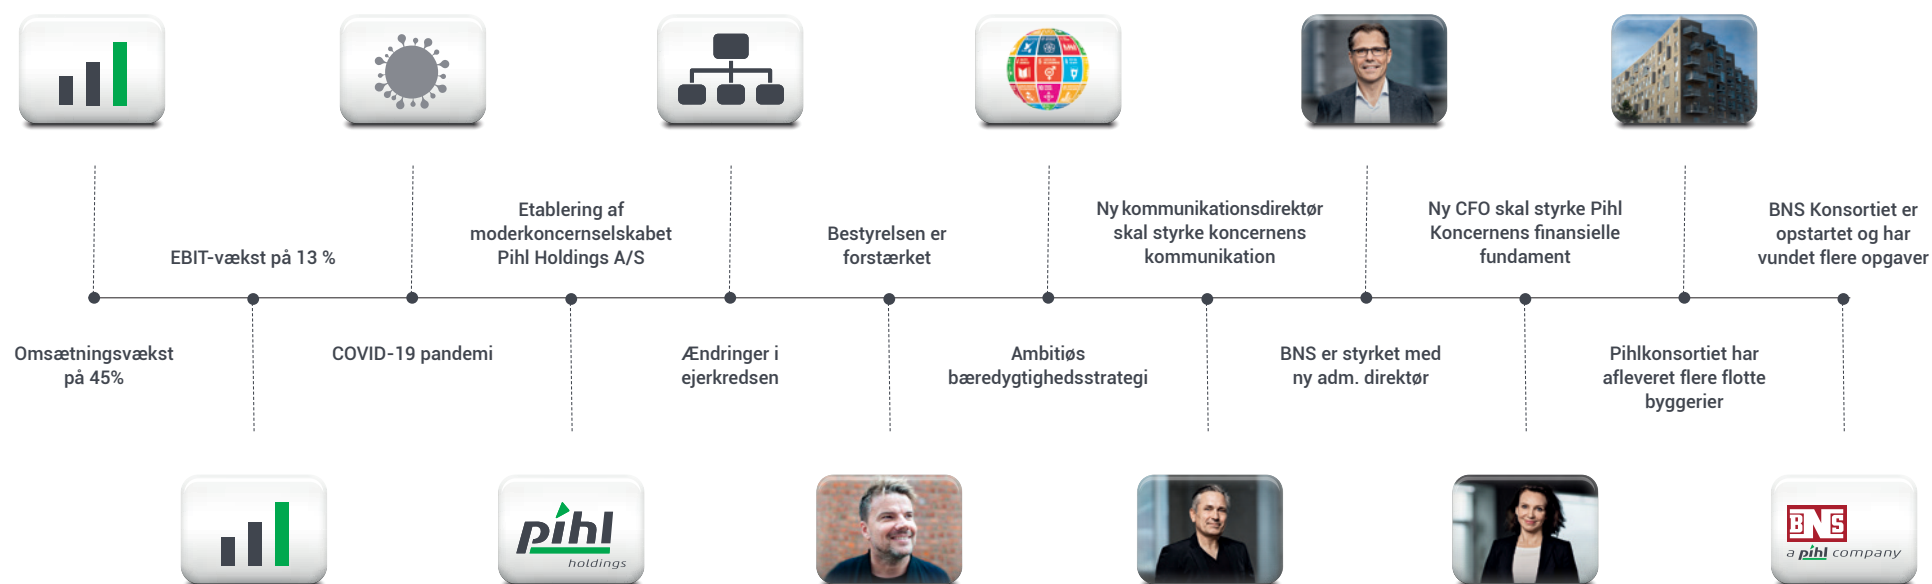 Omsætningsvækst
på 45%
EBIT-vækst på 13 %
COVID-19 pandemi
Etablering af
moderkoncernselskabet
Pihl Holdings A/S
Ændringer i
ejerkredsen
Bestyrelsen er
forstærket
Ambitiøs
bæredygtighedsstrategi
Ny kommunikationsdirektør
skal styrke koncernens
kommunikation
BNS er styrket med
ny adm. direktør
Ny CFO skal styrke Pihl
Koncernens finansielle
fundament
Pihlkonsortiet har
afleveret flere flotte
byggerier
BNS Konsortiet er
opstartet og har
vundet flere opgaver
pihl
holdings
BNS
a pihl company